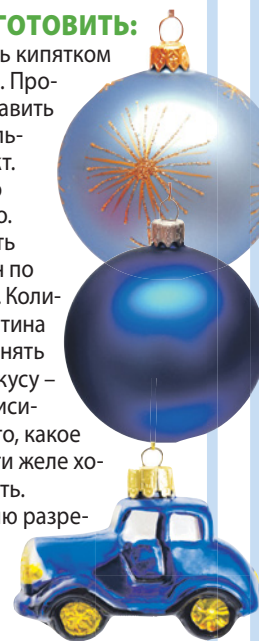 ГОТОВИТЬ:
ь кипятком
. Про-
авить
ль-
кт.
о
о.
ть
н по
. Коли-
тина
нять
кусу –
иси-
го, какое
ти желе хо-
ть.
ю разре-